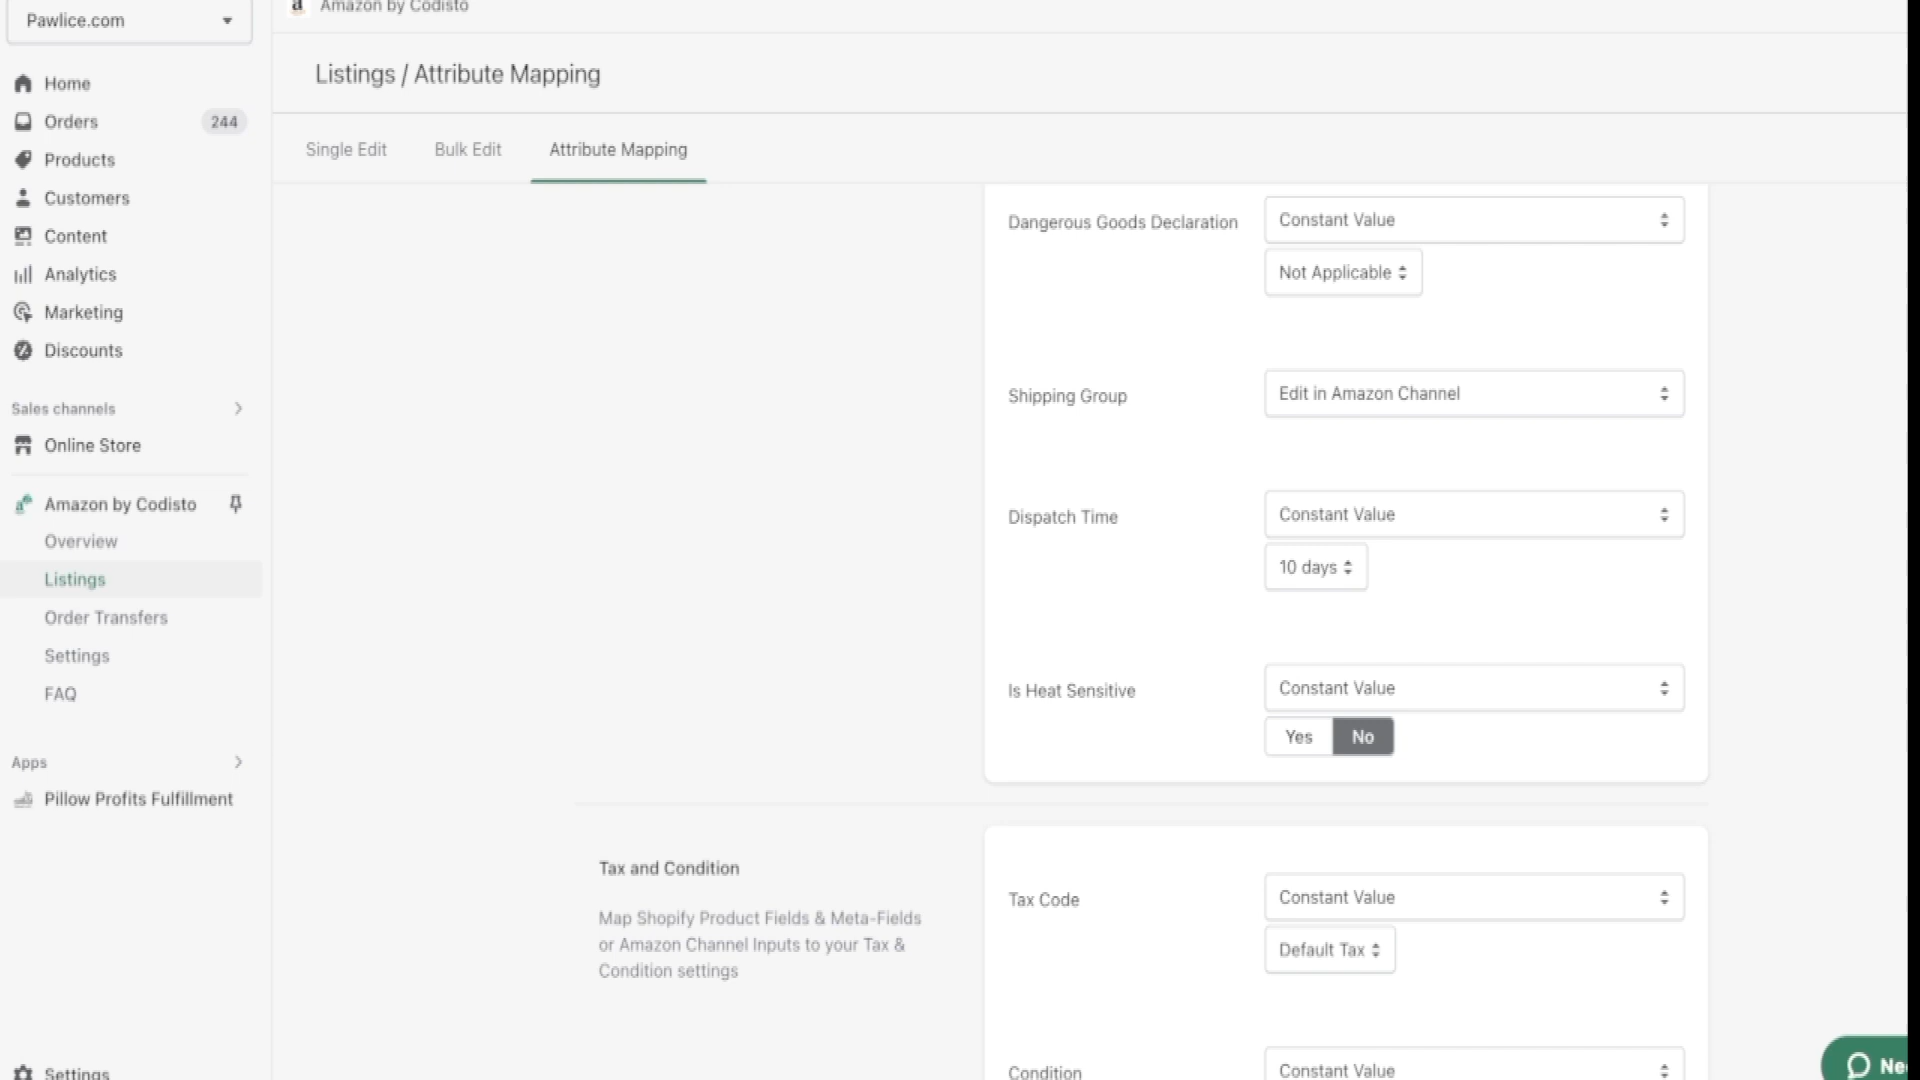 Pawlice.com
Amazon by Codisto
Listings / Attribute Mapping
Home
Orders 244
Products
Customers
Content
Analytics
Marketing
Discounts
Sales channels
Online Store
Amazon by Codisto
Overview
Listings
Order Transfers
Settings
FAQ
Apps
Pillow Profits Fulfillment
Settings
Single Edit Bulk Edit Attribute Mapping
Dangerous Goods Declaration Constant Value
Not Applicable
Shipping Group Edit in Amazon Channel
Dispatch Time Constant Value
10 days
Is Heat Sensitive Constant Value
Yes No
Tax and Condition
Map Shopify Product Fields & Meta-Fields
or Amazon Channel Inputs to your Tax &
Condition settings
Tax Code Constant Value
Default Tax
Condition Constant Value